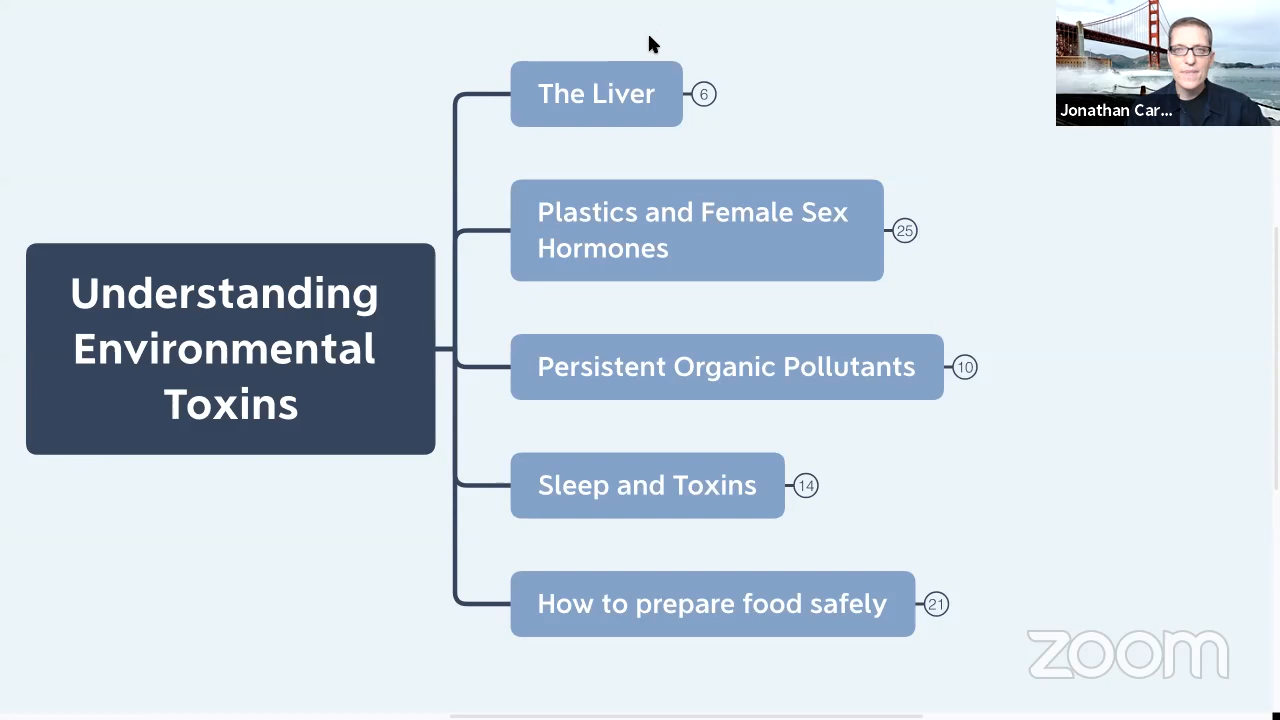 The Liver
6
Jonathan Car...
Plastics and Female Sex
Hormones
25
Understanding
Environmental
Toxins
Persistent Organic Pollutants
10
Sleep and Toxins
14
How to prepare food safely
21
zoom